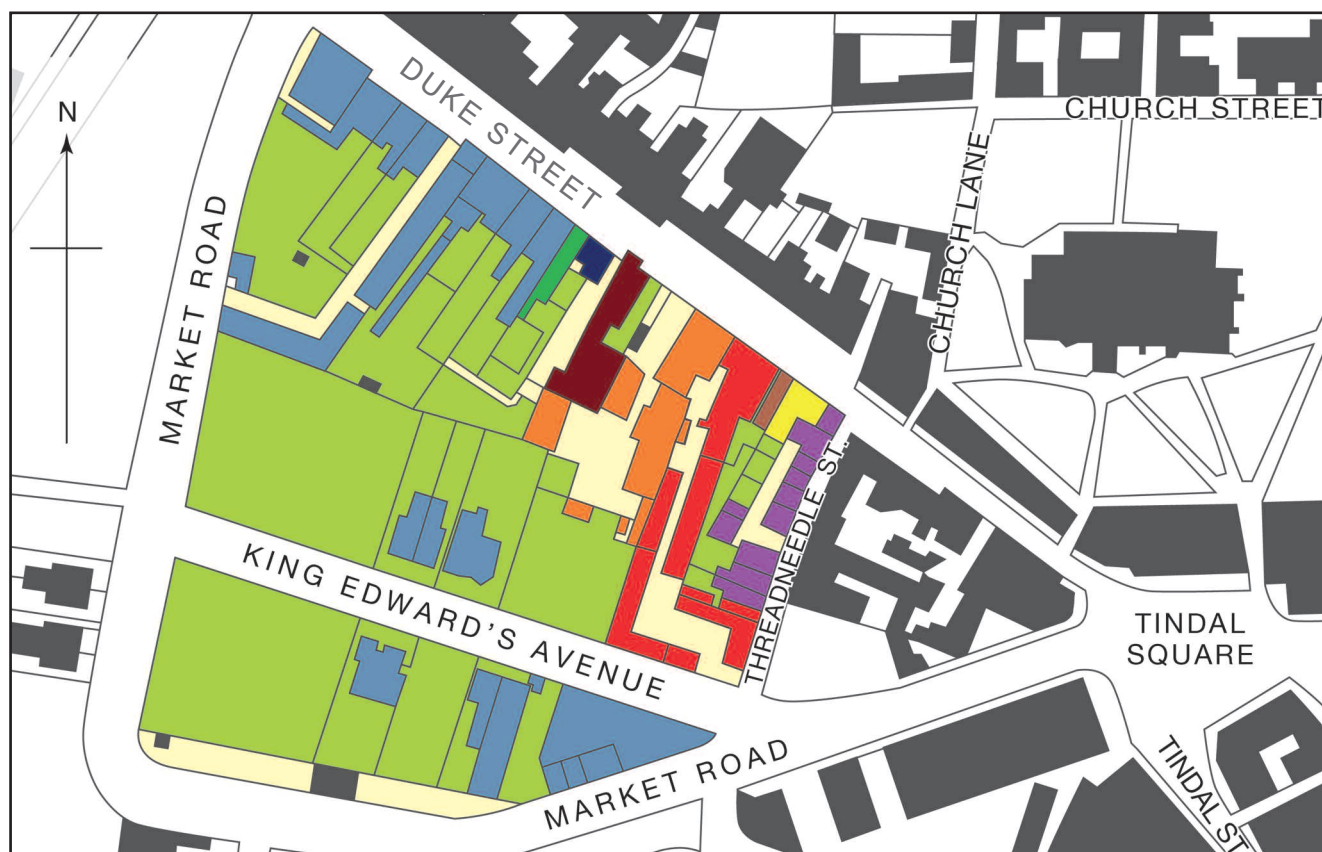 DUKE STREET
CHURCH STREET
N
CHURCH LANE
MARKET ROAD
THREADNEEDLE ST.
KING EDWARD'S AVENUE
TINDAL
SQUARE
MARKET ROAD
TINDAL ST